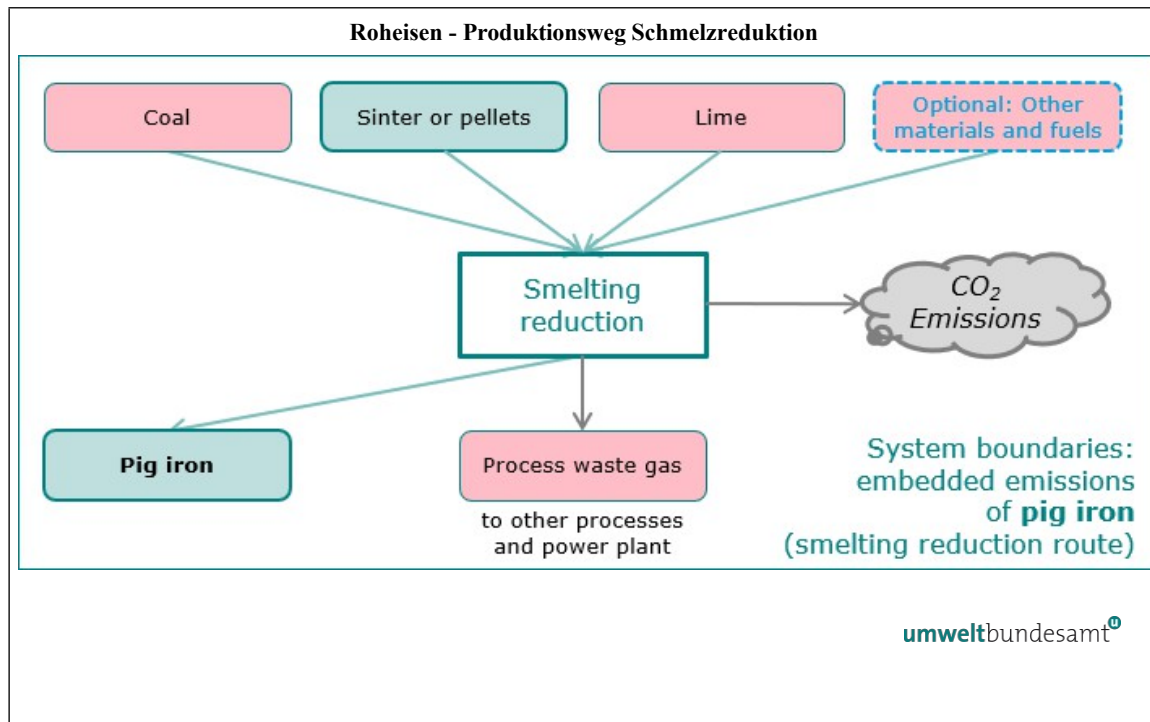 Roheisen - Produktionsweg Schmelzreduktion
Coal
Sinter or pellets
Lime
Optional: Other
materials and fuels
Smelting
reduction
CO2
Emissions
Pig iron
Process waste gas
to other processes
and power plant
System boundaries:
embedded emissions
of pig iron
(smelting reduction route)
umweltbundesamt